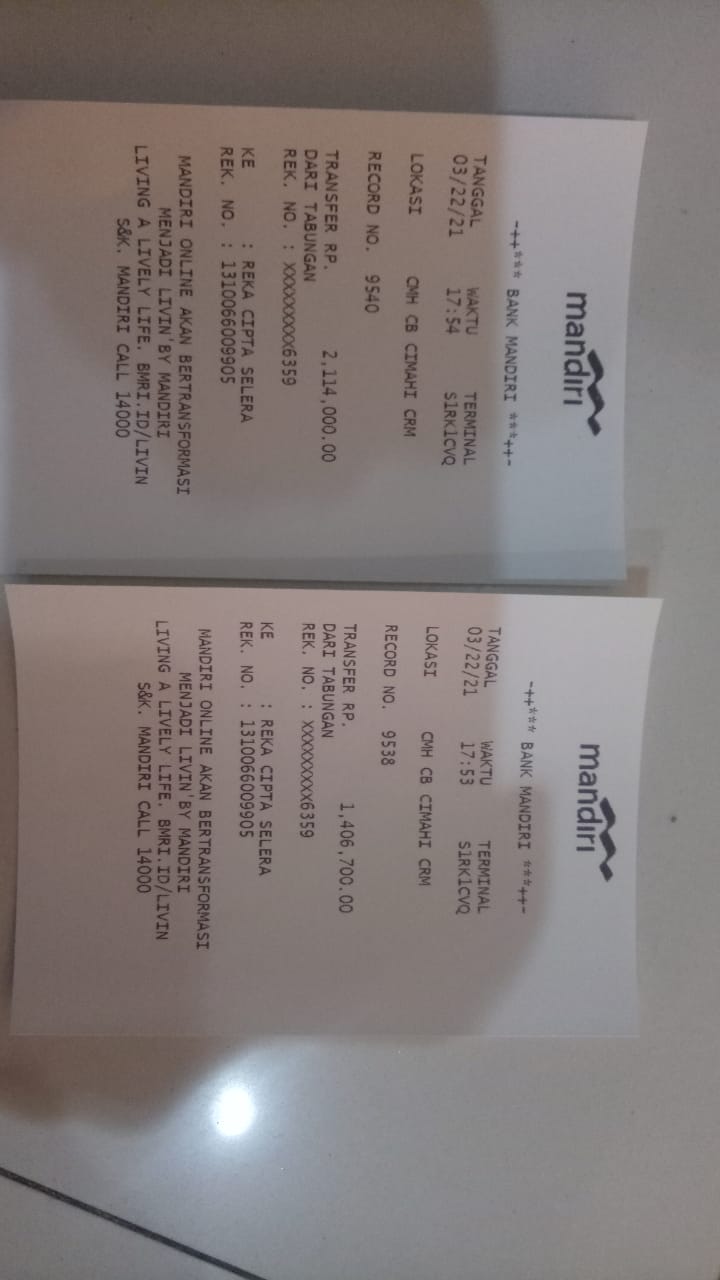 mandiri
-++*** BANK MANDIRI ***++-
TANGGAL WAKTU TERMINAL
03/22/21 17:54 S1RK1CVQ
LOKASI CMH CB CIMAHI CRM
RECORD NO. 9540
TRANSFER RP. 2,114,000.00
DARI TABUNGAN
REK. NO. : XXXXXXXXX6359
KE : REKA CIPTA SELERA
REK. NO. : 1310066009905
MANDIRI ONLINE AKAN BERTRANSFORMASI
MENJADI LIVIN'BY MANDIRI
LIVING A LIVELY LIFE. BMRI.ID/LIVIN
S&K. MANDIRI CALL 14000
mandiri
-++*** BANK MANDIRI ***++-
TANGGAL WAKTU TERMINAL
03/22/21 17:53 S1RK1CVQ
LOKASI CMH CB CIMAHI CRM
RECORD NO. 9538
TRANSFER RP. 1,406,700.00
DARI TABUNGAN
REK. NO. : XXXXXXXXX6359
KE : REKA CIPTA SELERA
REK. NO. : 1310066009905
MANDIRI ONLINE AKAN BERTRANSFORMASI
MENJADI LIVIN'BY MANDIRI
LIVING A LIVELY LIFE. BMRI.ID/LIVIN
S&K. MANDIRI CALL 14000